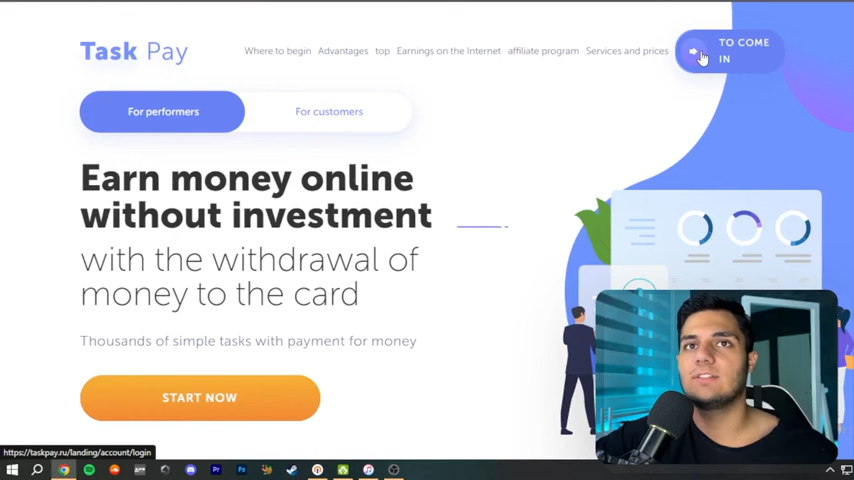 Task Pay
Where to begin Advantages top Earnings on the Internet affiliate program Services and prices
TO COME
IN
For performers
For customers
Earn money online
without investment
with the withdrawal of
money to the card
Thousands of simple tasks with payment for money
START NOW
https://taskpay.ru/landing/account/login